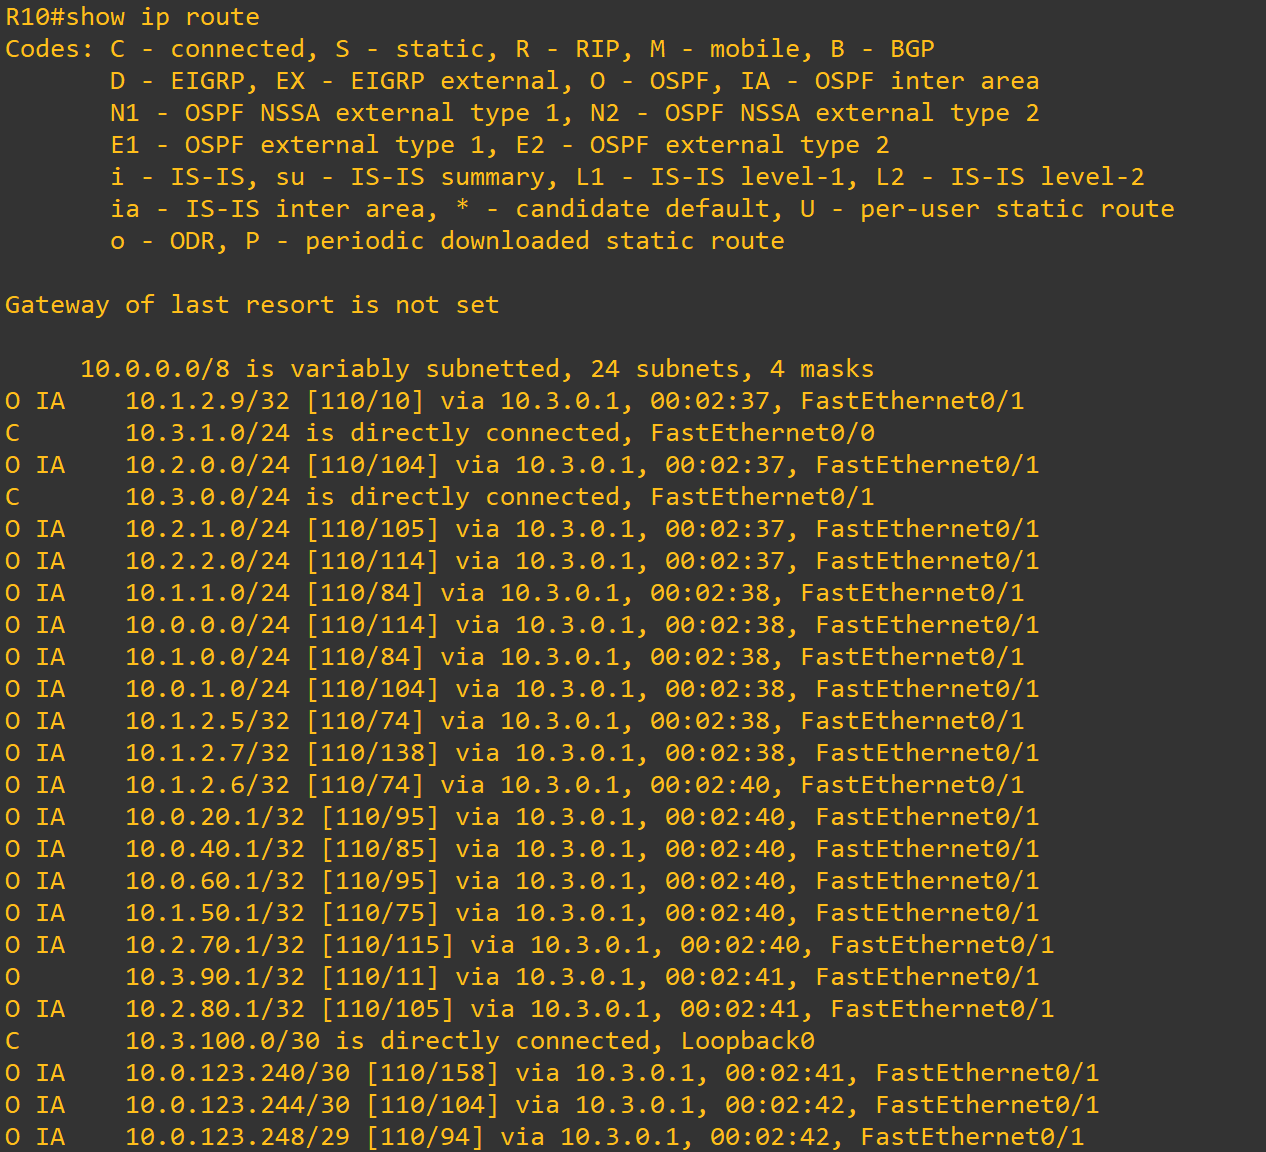 R10#show ip route
Codes: C - connected, S - static, R - RIP, M - mobile, B - BGP
       D - EIGRP, EX - EIGRP external, O - OSPF, IA - OSPF inter area
       N1 - OSPF NSSA external type 1, N2 - OSPF NSSA external type 2
       E1 - OSPF external type 1, E2 - OSPF external type 2
       i - IS-IS, su - IS-IS summary, L1 - IS-IS level-1, L2 - IS-IS level-2
       ia - IS-IS inter area, * - candidate default, U - per-user static route
       o - ODR, P - periodic downloaded static route

Gateway of last resort is not set

     10.0.0.0/8 is variably subnetted, 24 subnets, 4 masks
O IA    10.1.2.9/32 [110/10] via 10.3.0.1, 00:02:37, FastEthernet0/1
C       10.3.1.0/24 is directly connected, FastEthernet0/0
O IA    10.2.0.0/24 [110/104] via 10.3.0.1, 00:02:37, FastEthernet0/1
C       10.3.0.0/24 is directly connected, FastEthernet0/1
O IA    10.2.1.0/24 [110/105] via 10.3.0.1, 00:02:37, FastEthernet0/1
O IA    10.2.2.0/24 [110/114] via 10.3.0.1, 00:02:37, FastEthernet0/1
O IA    10.1.1.0/24 [110/84] via 10.3.0.1, 00:02:38, FastEthernet0/1
O IA    10.0.0.0/24 [110/114] via 10.3.0.1, 00:02:38, FastEthernet0/1
O IA    10.1.0.0/24 [110/84] via 10.3.0.1, 00:02:38, FastEthernet0/1
O IA    10.0.1.0/24 [110/104] via 10.3.0.1, 00:02:38, FastEthernet0/1
O IA    10.1.2.5/32 [110/74] via 10.3.0.1, 00:02:38, FastEthernet0/1
O IA    10.1.2.7/32 [110/138] via 10.3.0.1, 00:02:38, FastEthernet0/1
O IA    10.1.2.6/32 [110/74] via 10.3.0.1, 00:02:40, FastEthernet0/1
O IA    10.0.20.1/32 [110/95] via 10.3.0.1, 00:02:40, FastEthernet0/1
O IA    10.0.40.1/32 [110/85] via 10.3.0.1, 00:02:40, FastEthernet0/1
O IA    10.0.60.1/32 [110/95] via 10.3.0.1, 00:02:40, FastEthernet0/1
O IA    10.1.50.1/32 [110/75] via 10.3.0.1, 00:02:40, FastEthernet0/1
O IA    10.2.70.1/32 [110/115] via 10.3.0.1, 00:02:40, FastEthernet0/1
O       10.3.90.1/32 [110/11] via 10.3.0.1, 00:02:41, FastEthernet0/1
O IA    10.2.80.1/32 [110/105] via 10.3.0.1, 00:02:41, FastEthernet0/1
C       10.3.100.0/30 is directly connected, Loopback0
O IA    10.0.123.240/30 [110/158] via 10.3.0.1, 00:02:41, FastEthernet0/1
O IA    10.0.123.244/30 [110/104] via 10.3.0.1, 00:02:42, FastEthernet0/1
O IA    10.0.123.248/29 [110/94] via 10.3.0.1, 00:02:42, FastEthernet0/1